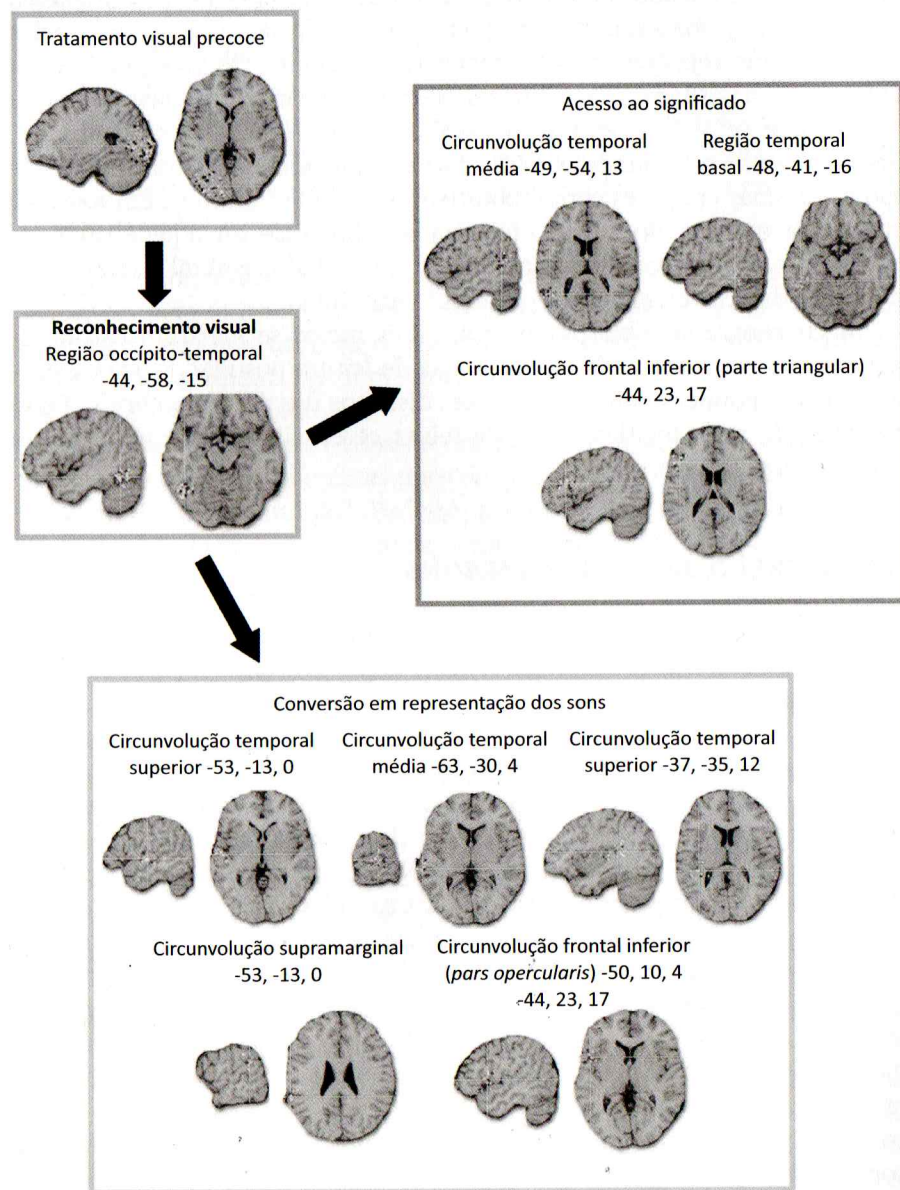 Tratamento visual precoce
Reconhecimento visual
Região occípito-temporal
-44, -58, -15
Acesso ao significado
Circunvolução temporal
média -49, -54, 13
Região temporal
basal -48, -41, -16
Circunvolução frontal inferior (parte triangular)
-44, 23, 17
Conversão em representação dos sons
Circunvolução temporal
superior -53, -13, 0
Circunvolução temporal
média -63, -30, 4
Circunvolução temporal
superior -37, -35, 12
Circunvolução supramarginal
-53, -13, 0
Circunvolução frontal inferior
(pars opercularis) -50, 10, 4
-44, 23, 17